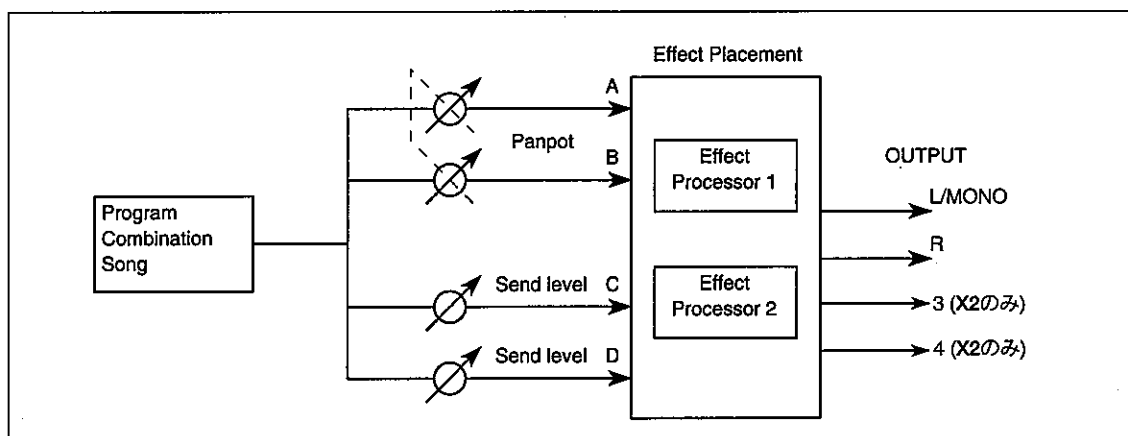 Effect Placement
A
Panpot
B
Effect
Processor 1
OUTPUT
L/MONO
Program
Combination
Song
R
Send level C
Effect
Processor 2
3 (X2のみ)
Send level D
4 (X2のみ)